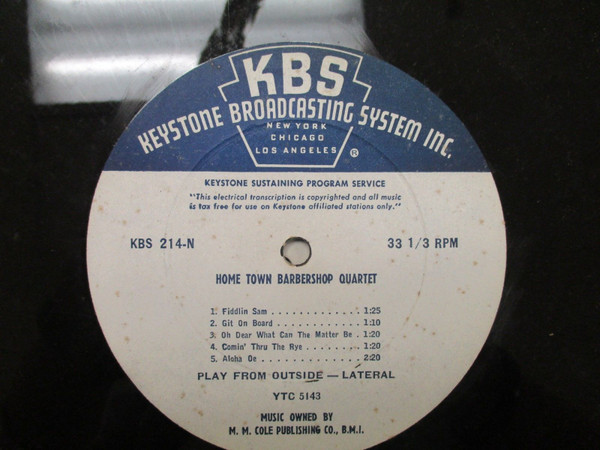 KBS
KEYSTONE BROADCASTING SYSTEM INC.
NEW YORK
CHICAGO
LOS ANGELES ®
KEYSTONE SUSTAINING PROGRAM SERVICE
"This electrical transcription is copyrighted and all music
is tax free for use on Keystone affiliated stations only."
KBS 214-N
33 1/3 RPM
HOME TOWN BARBERSHOP QUARTET
1. Fiddlin Sam . . . . . . . . . . . . . 1:25
2. Git On Board . . . . . . . . . . . . 1:10
3. Oh Dear What Can The Matter Be . 1:20
4. Comin' Thru The Rye . . . . . . . . 1:20
5. Aloha Oe . . . . . . . . . . . . . . 2:20
PLAY FROM OUTSIDE — LATERAL
YTC 5143
MUSIC OWNED BY
M. M. COLE PUBLISHING CO., B.M.I.